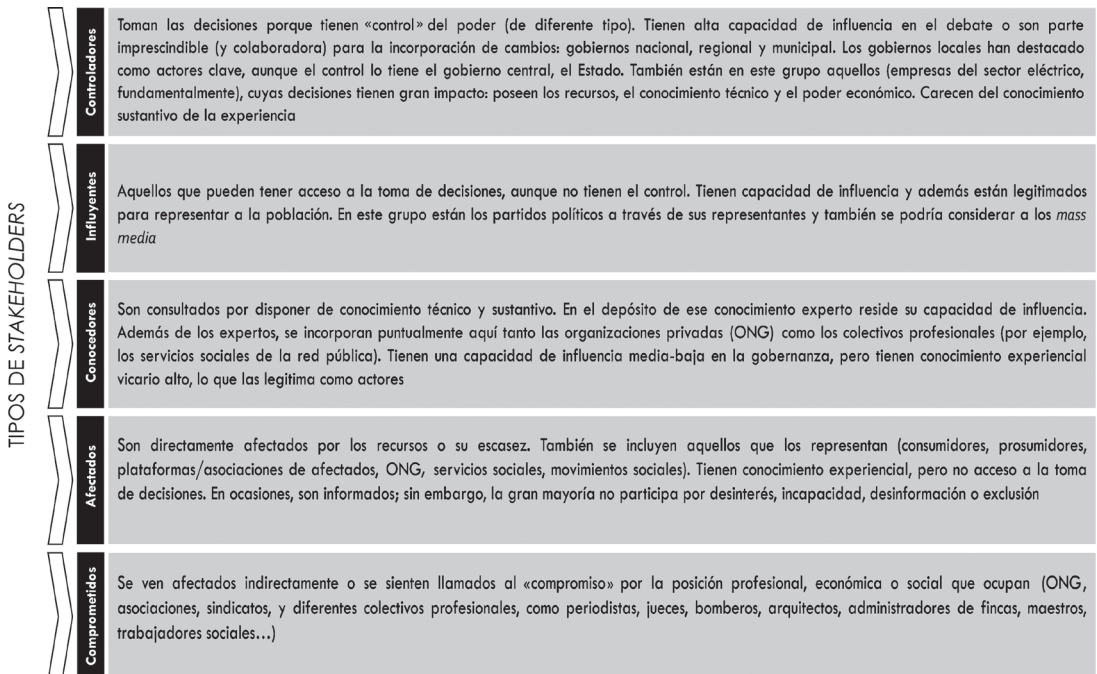 TIPOS DE STAKEHOLDERS
Controladores
Toman las decisiones porque tienen «control» del poder (de diferente tipo). Tienen alta capacidad de influencia en el debate o son parte
imprescindible (y colaboradora) para la incorporación de cambios: gobiernos nacional, regional y municipal. Los gobiernos locales han destacado
como actores clave, aunque el control lo tiene el gobierno central, el Estado. También están en este grupo aquellos (empresas del sector eléctrico,
fundamentalmente), cuyas decisiones tienen gran impacto: poseen los recursos, el conocimiento técnico y el poder económico. Carecen del conocimiento
sustantivo de la experiencia
Influyentes
Aquellos que pueden tener acceso a la toma de decisiones, aunque no tienen el control. Tienen capacidad de influencia y además están legitimados
para representar a la población. En este grupo están los partidos políticos a través de sus representantes y también se podría considerar a los mass
media
Conocedores
Son consultados por disponer de conocimiento técnico y sustantivo. En el depósito de ese conocimiento experto reside su capacidad de influencia.
Además de los expertos, se incorporan puntualmente aquí tanto las organizaciones privadas (ONG) como los colectivos profesionales (por ejemplo,
los servicios sociales de la red pública). Tienen una capacidad de influencia media-baja en la gobernanza, pero tienen conocimiento experiencial
vicario alto, lo que las legitima como actores
Afectados
Son directamente afectados por los recursos o su escasez. También se incluyen aquellos que los representan (consumidores, prosumidores,
plataformas/asociaciones de afectados, ONG, servicios sociales, movimientos sociales). Tienen conocimiento experiencial, pero no acceso a la toma
de decisiones. En ocasiones, son informados; sin embargo, la gran mayoría no participa por desinterés, incapacidad, desinformación o exclusión
Comprometidos
Se ven afectados indirectamente o se sienten llamados al «compromiso» por la posición profesional, económica o social que ocupan (ONG,
asociaciones, sindicatos, y diferentes colectivos profesionales, como periodistas, jueces, bomberos, arquitectos, administradores de fincas, maestros,
trabajadores sociales...)